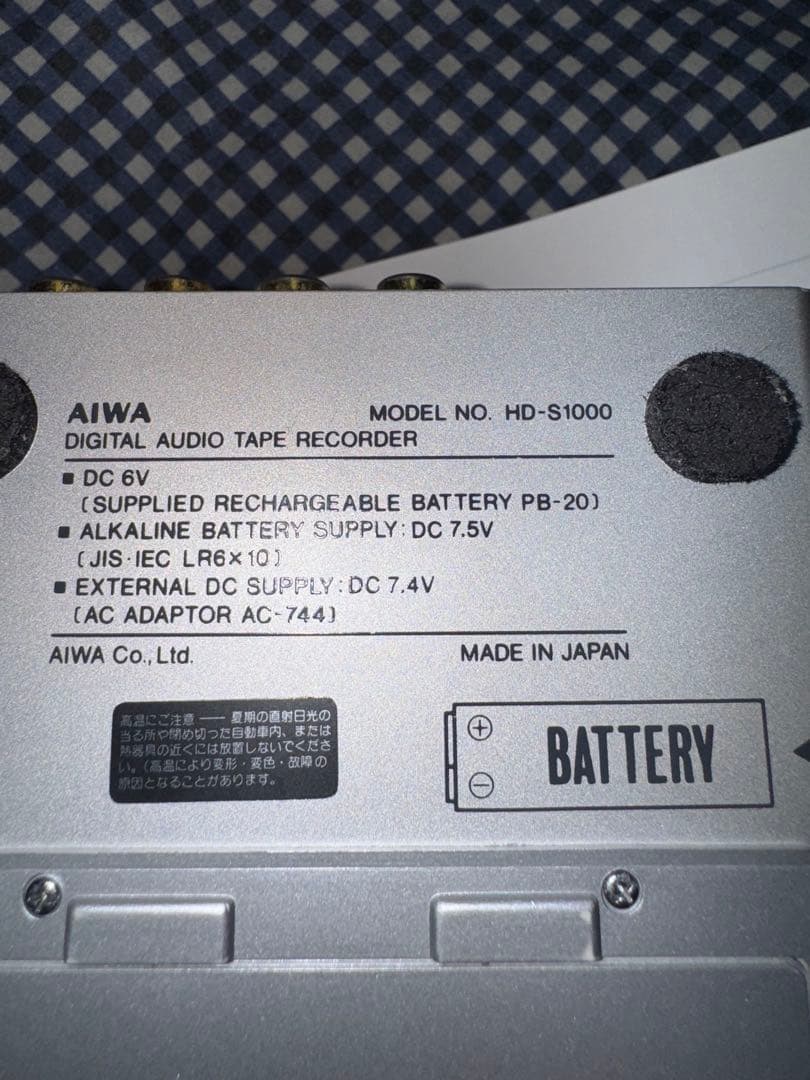 AIWA MODEL NO. HD-S1000
DIGITAL AUDIO TAPE RECORDER
■ DC 6V
(SUPPLIED RECHARGEABLE BATTERY PB-20)
■ ALKALINE BATTERY SUPPLY: DC 7.5V
(JIS·IEC LR6×10)
■ EXTERNAL DC SUPPLY: DC 7.4V
(AC ADAPTOR AC-744)
AIWA Co., Ltd. MADE IN JAPAN
高温にご注意 —— 夏期の直射日光の
当る所や閉め切った自動車内、または
熱器具の近くには放置しないでくださ
い。(高温により変形・変色・故障の
原因となることがあります。
⊕
BATTERY
⊖